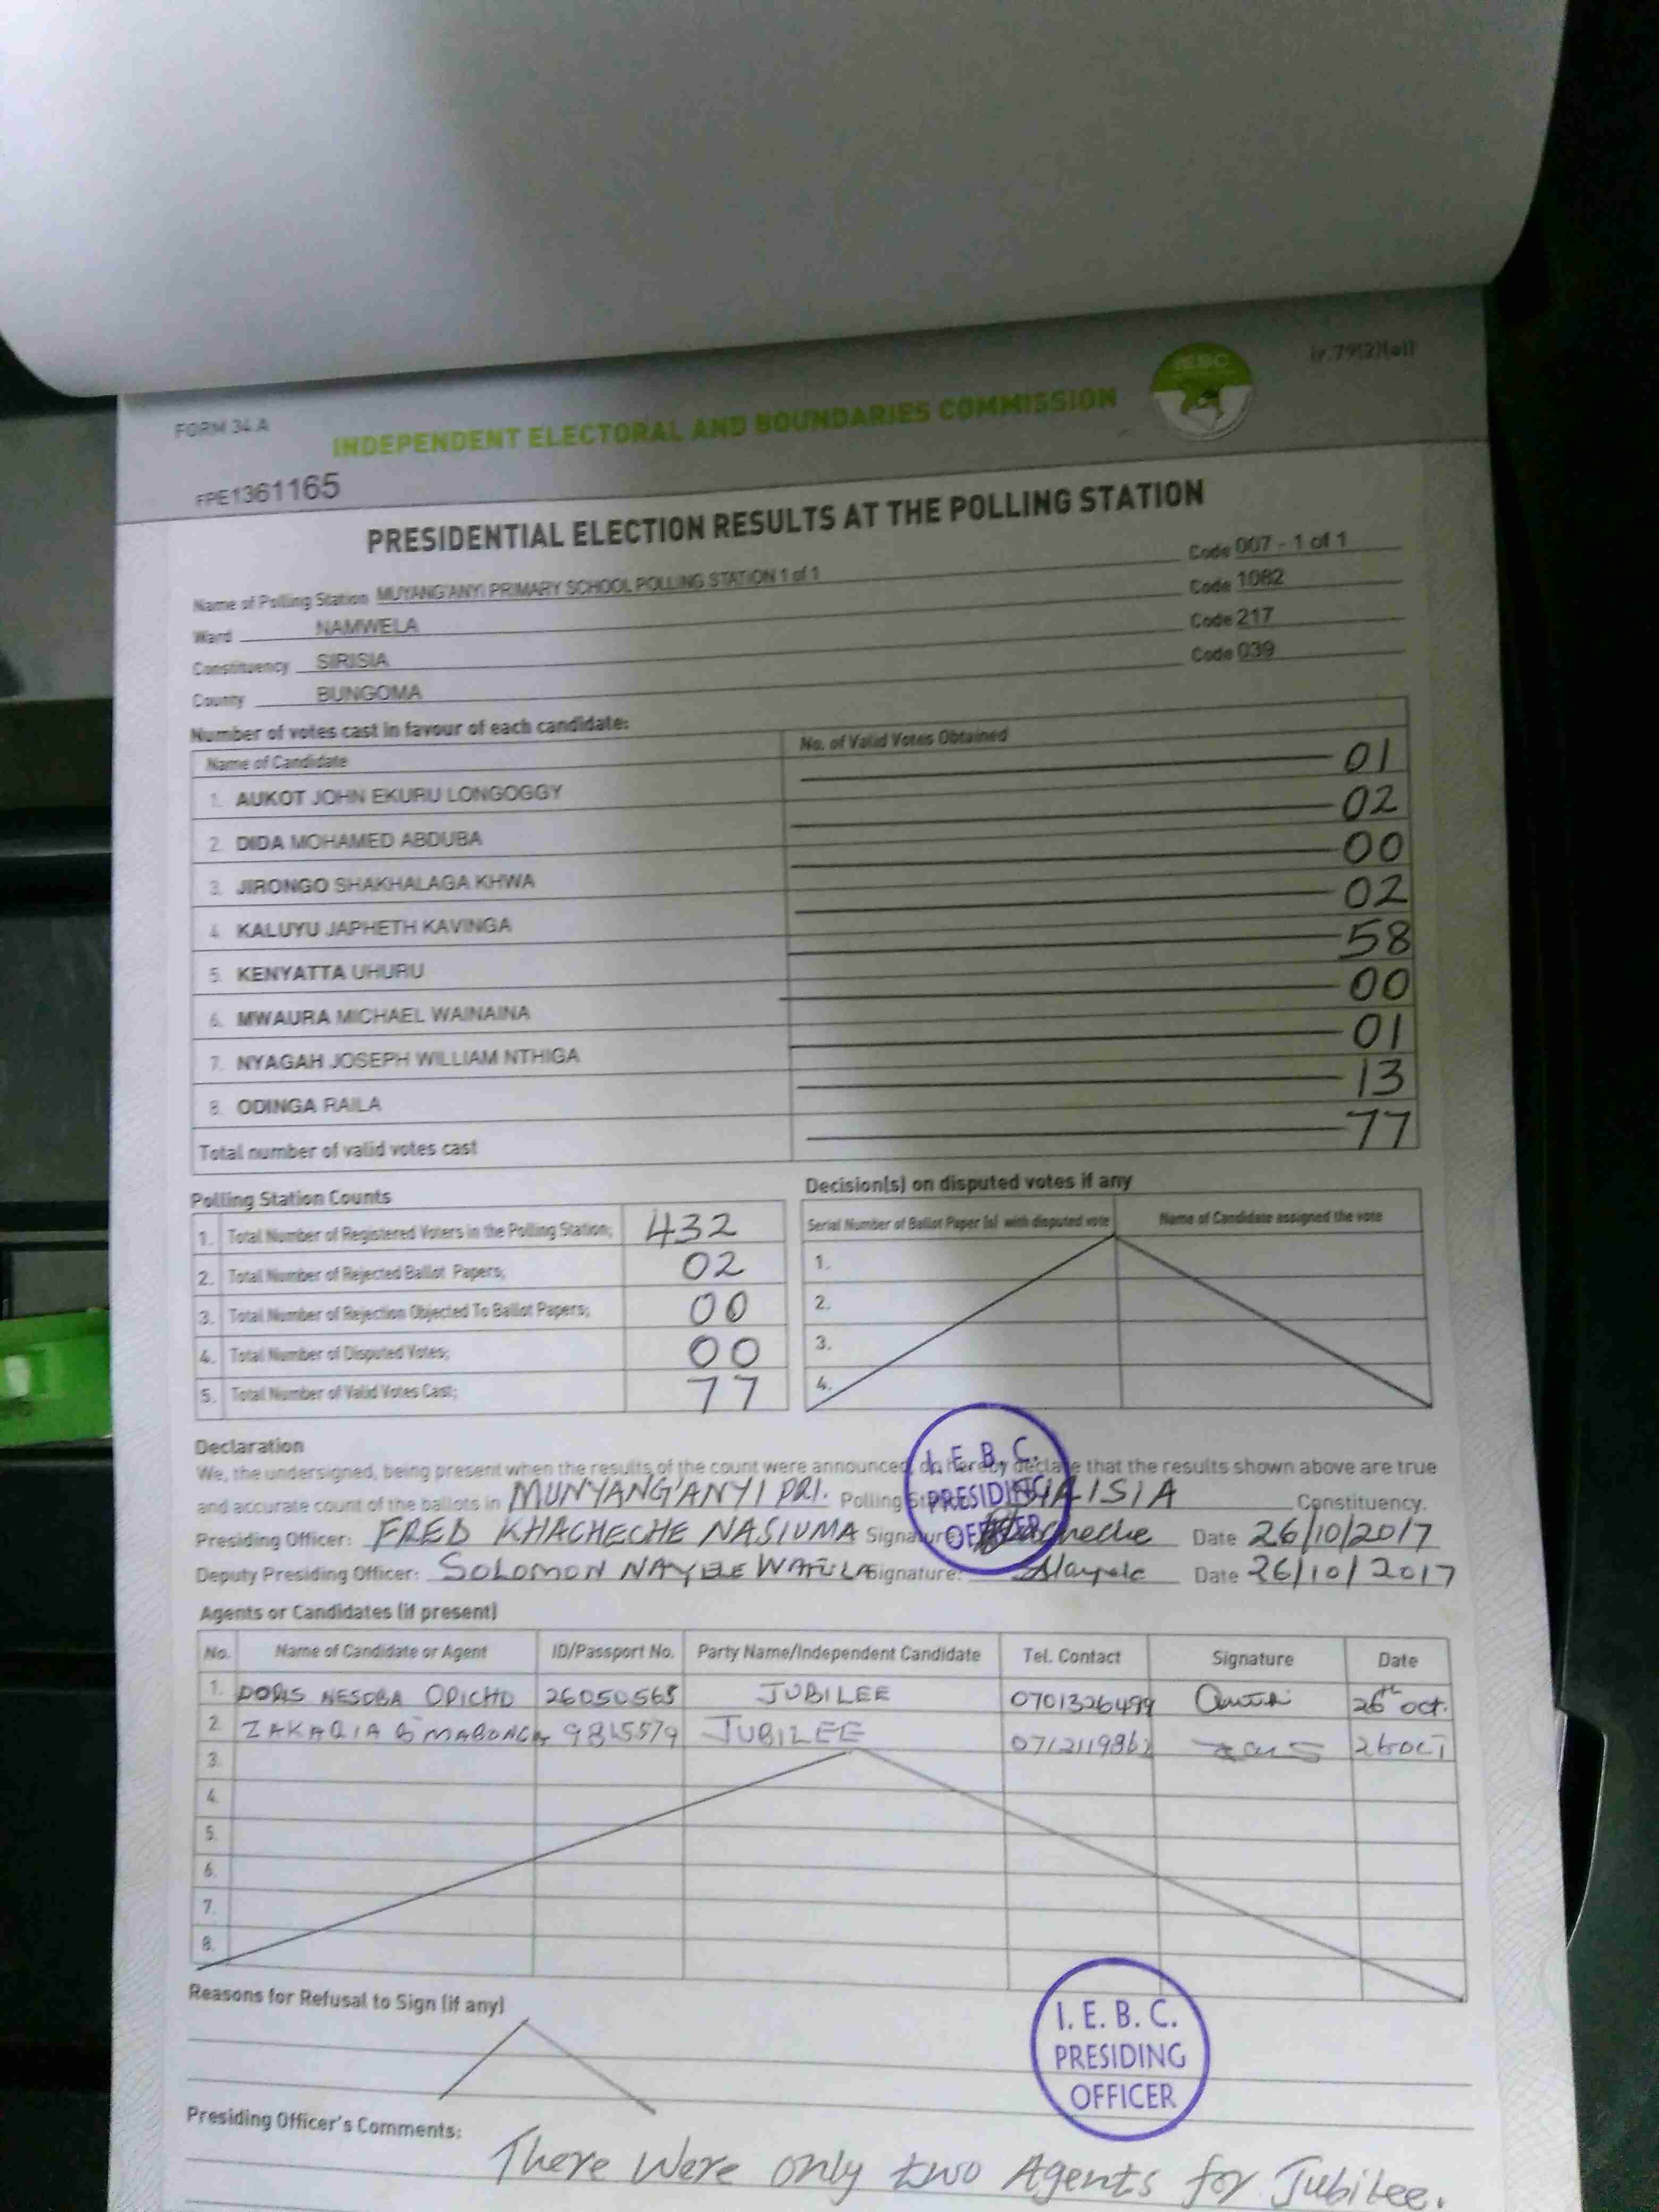 FORM 34.A
(r.79(2)(a))
INDEPENDENT ELECTORAL AND BOUNDARIES COMMISSION
IEBC
FPE1361165
PRESIDENTIAL ELECTION RESULTS AT THE POLLING STATION
Name of Polling Station MUYANG'ANYI PRIMARY SCHOOL POLLING STATION 1 of 1 Code 007 - 1 of 1
Ward NAMWELA Code 1082
Constituency SIRISIA Code 217
County BUNGOMA Code 039
Number of votes cast in favour of each candidate:
Name of Candidate No. of Valid Votes Obtained
1. AUKOT JOHN EKURU LONGOGGY 01
2. DIDA MOHAMED ABDUBA 02
3. JIRONGO SHAKHALAGA KHWA 00
4. KALUYU JAPHETH KAVINGA 02
5. KENYATTA UHURU 58
6. MWAURA MICHAEL WAINAINA 00
7. NYAGAH JOSEPH WILLIAM NTHIGA 01
8. ODINGA RAILA 13
Total number of valid votes cast 77
Polling Station Counts
1. Total Number of Registered Voters in the Polling Station; 432
2. Total Number of Rejected Ballot Papers; 02
3. Total Number of Rejection Objected To Ballot Papers; 00
4. Total Number of Disputed Votes; 00
5. Total Number of Valid Votes Cast; 77
Decision(s) on disputed votes if any
Serial Number of Ballot Paper (s) with disputed vote Name of Candidate assigned the vote
1.
2.
3.
4.
Declaration
We, the undersigned, being present when the results of the count were announced, do hereby declare that the results shown above are true
and accurate count of the ballots in MUNYANG'ANYI PRI. Polling SIRISIA Constituency.
Presiding Officer: FRED KHACHECHE NASIUMA Signature: Date 26/10/2017
Deputy Presiding Officer: SOLOMON NAYELE WAFULA Signature: Nayele Date 26/10/2017
I. E. B. C.
PRESIDING
OFFICER
Agents or Candidates (if present)
No. Name of Candidate or Agent ID/Passport No. Party Name/Independent Candidate Tel. Contact Signature Date
1. DORIS NESOBA OPICHO 26050565 JUBILEE 0701326499 26th oct.
2. ZAKARIA 9815579 JUBILEE 26 OCT
3.
4.
5.
6.
7.
8.
Reasons for Refusal to Sign (if any)
I. E. B. C.
PRESIDING
OFFICER
Presiding Officer's Comments:
There were only two Agents for Jubilee.